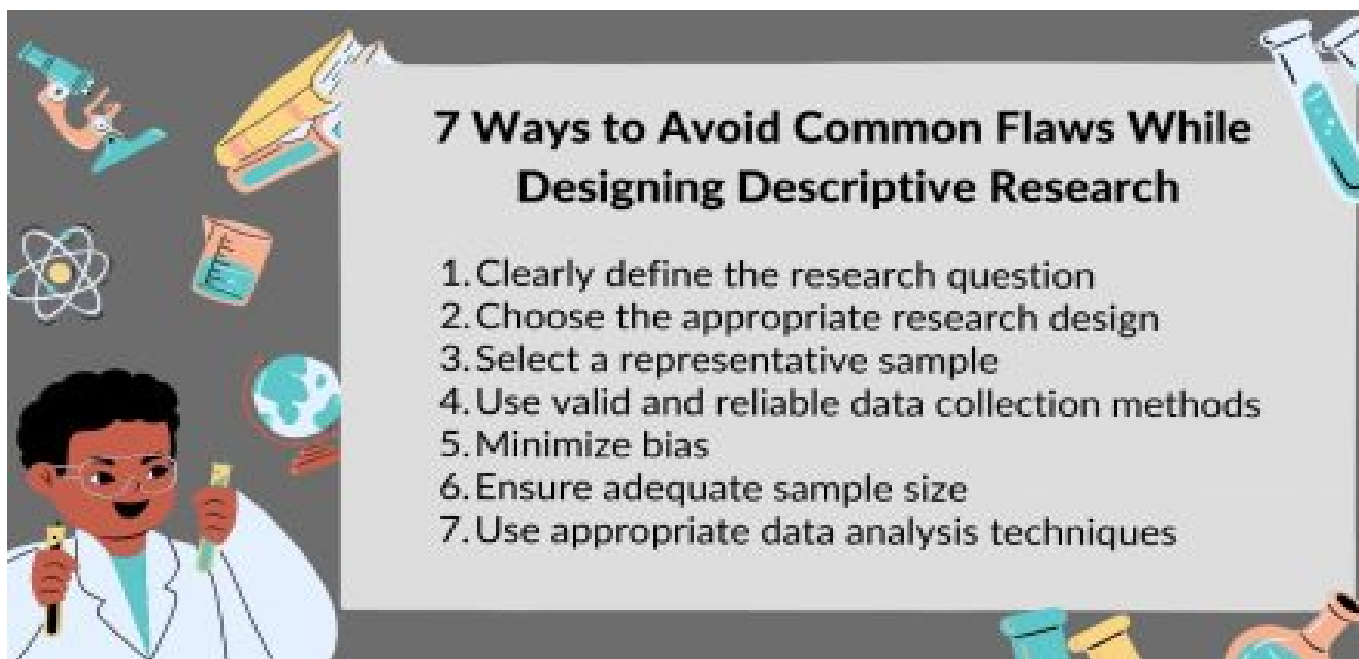 7 Ways to Avoid Common Flaws While
Designing Descriptive Research
1. Clearly define the research question
2. Choose the appropriate research design
3. Select a representative sample
4. Use valid and reliable data collection methods
5. Minimize bias
6. Ensure adequate sample size
7. Use appropriate data analysis techniques